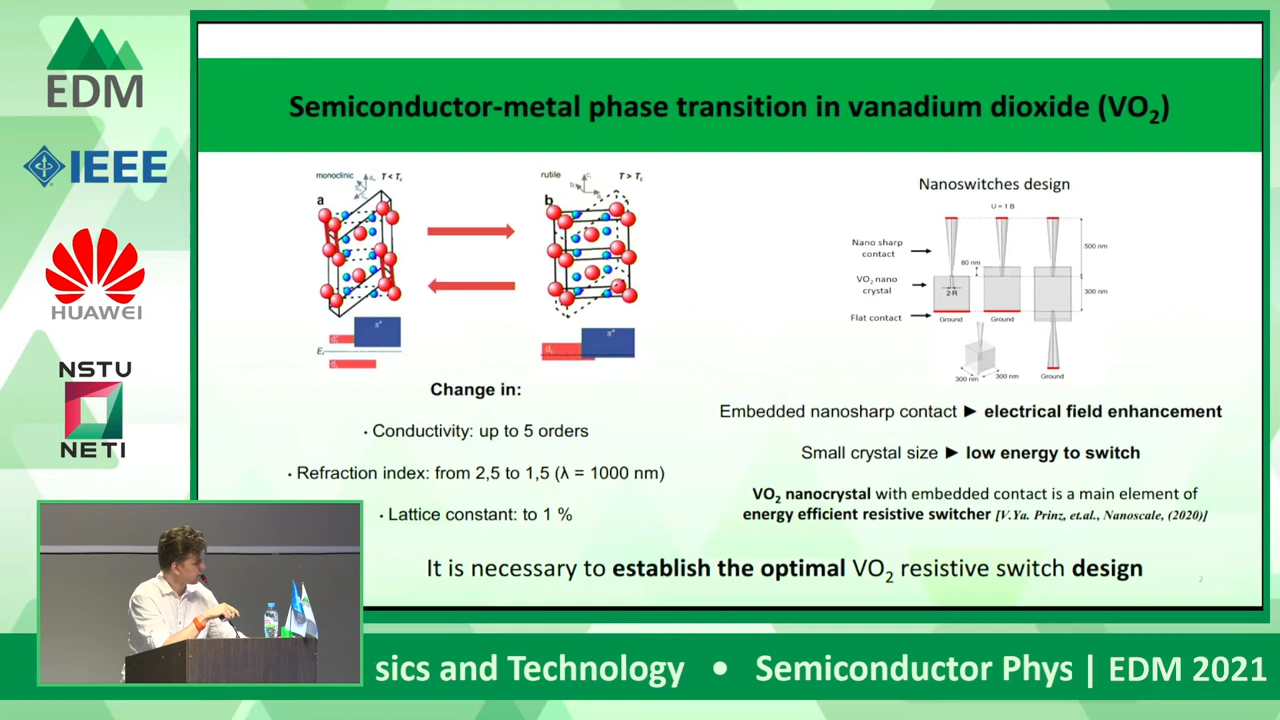 EDM
IEEE
HUAWEI
NSTU
NETI
Semiconductor-metal phase transition in vanadium dioxide (VO₂)
monoclinic
T < Tc
a
rutile
T > Tc
b
π*
π*
Change in:
· Conductivity: up to 5 orders
· Refraction index: from 2,5 to 1,5 (λ = 1000 nm)
· Lattice constant: to 1 %
Nanoswitches design
U = 1 B
Nano sharp
contact
VO₂ nano
crystal
Flat contact
80 nm
2 R
500 nm
300 nm
Ground
Ground
Ground
300 nm
300 nm
Embedded nanosharp contact ► electrical field enhancement
Small crystal size ► low energy to switch
VO₂ nanocrystal with embedded contact is a main element of
energy efficient resistive switcher [V.Ya. Prinz, et.al., Nanoscale, (2020)]
It is necessary to establish the optimal VO₂ resistive switch design
2
sics and Technology • Semiconductor Phys | EDM 2021